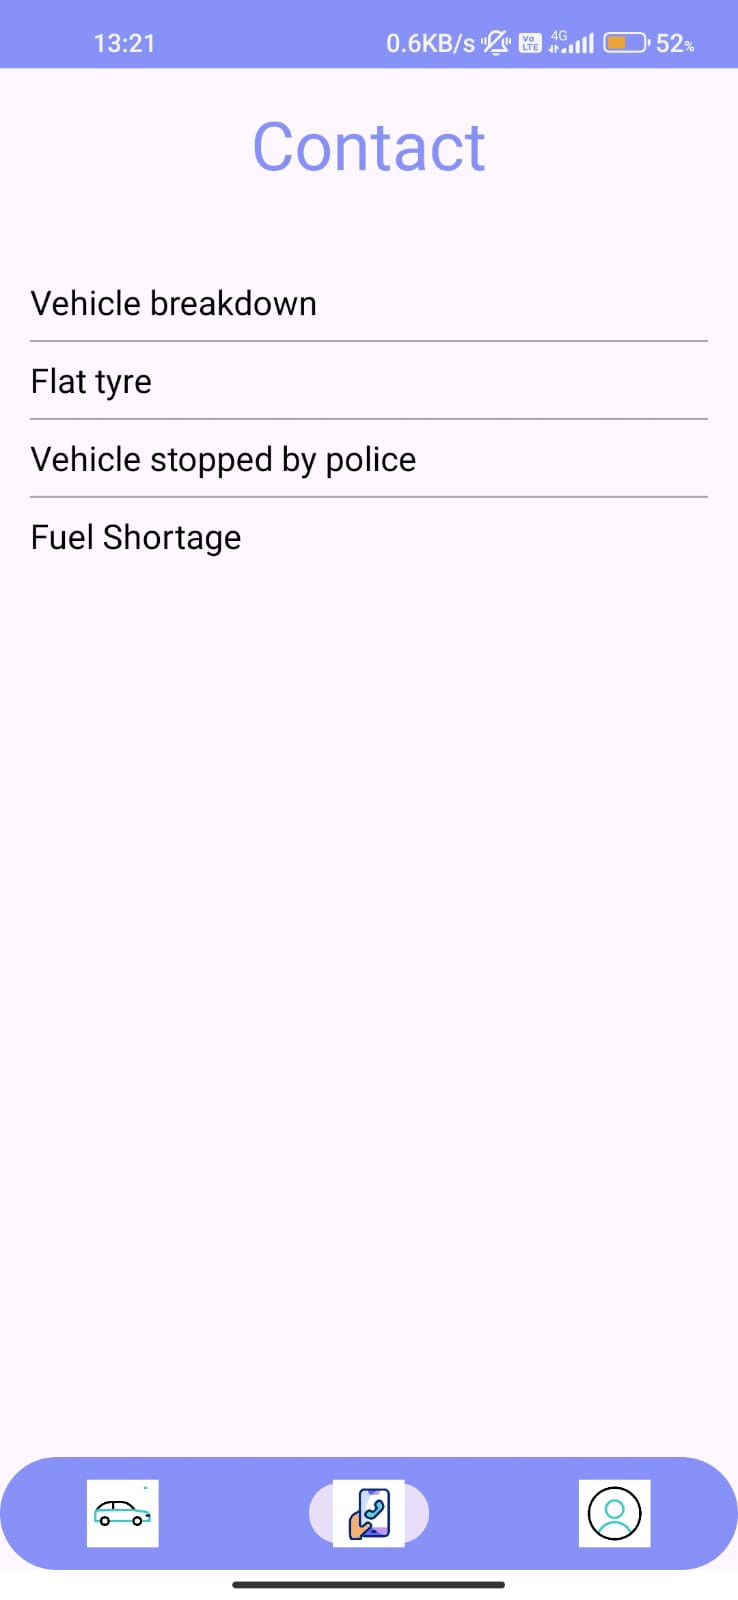 13:21 0.6KB/s Vo LTE 4G 52%
Contact
Vehicle breakdown
Flat tyre
Vehicle stopped by police
Fuel Shortage